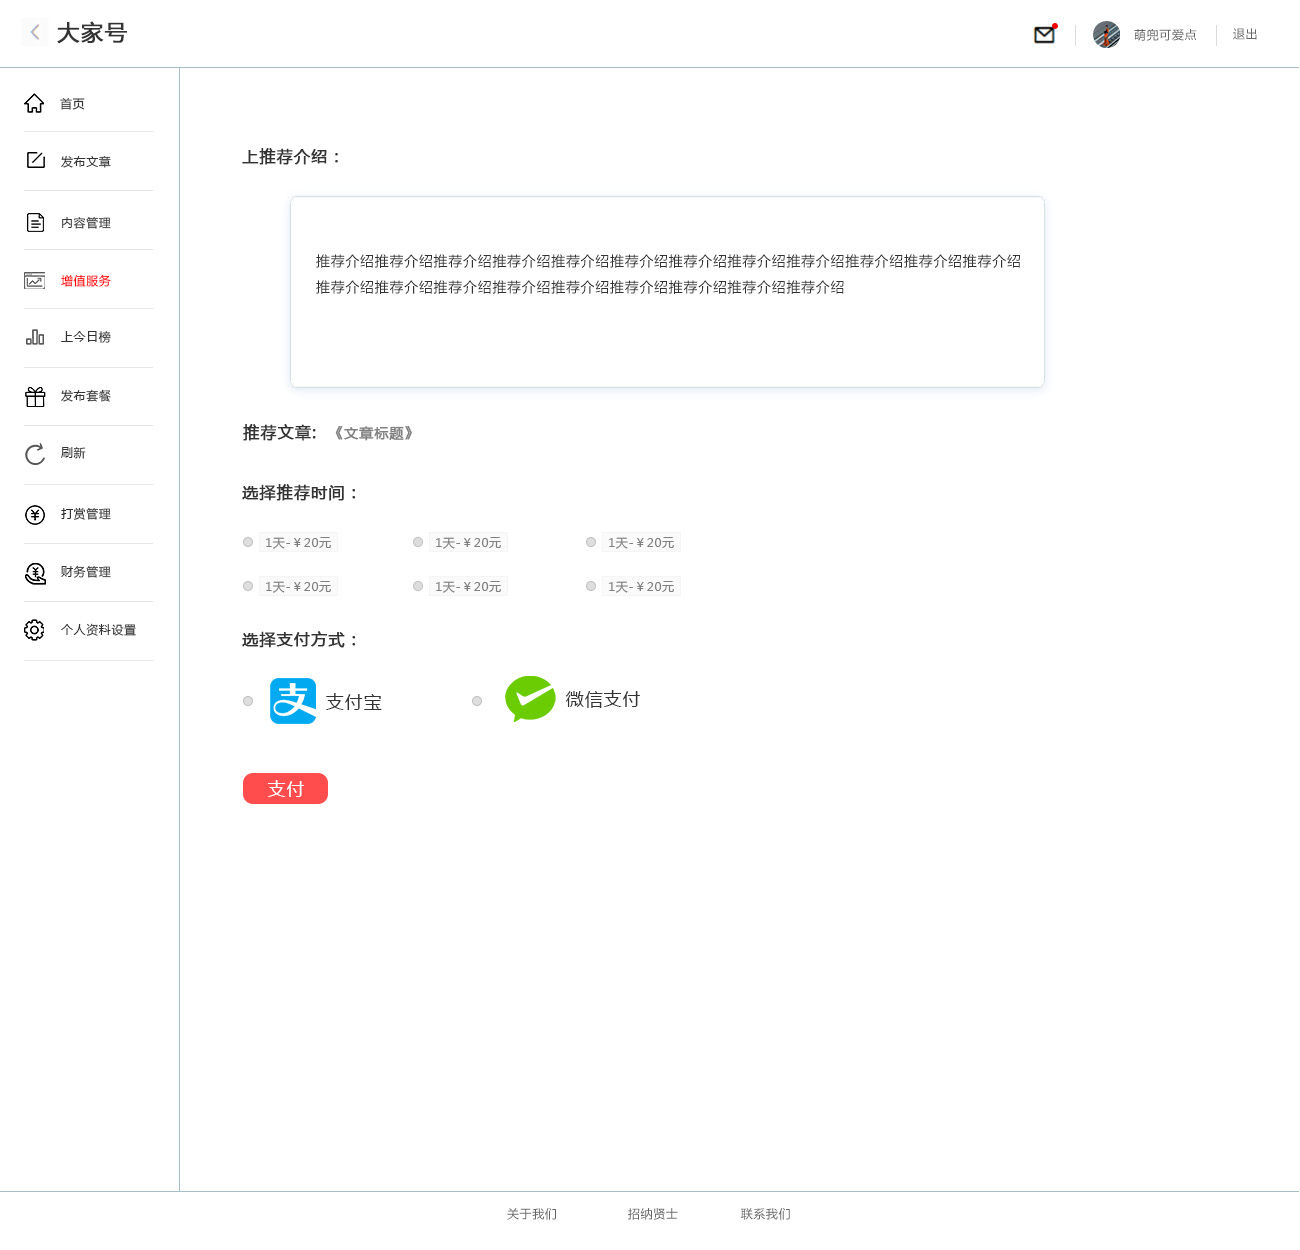 大家号
萌兜可爱点
退出
首页
发布文章
内容管理
增值服务
上今日榜
发布套餐
刷新
打赏管理
财务管理
个人资料设置
上推荐介绍：
推荐介绍推荐介绍推荐介绍推荐介绍推荐介绍推荐介绍推荐介绍推荐介绍推荐介绍推荐介绍推荐介绍推荐介绍
推荐介绍推荐介绍推荐介绍推荐介绍推荐介绍推荐介绍推荐介绍推荐介绍推荐介绍
推荐文章: 《文章标题》
选择推荐时间：
1天-¥20元 1天-¥20元 1天-¥20元
1天-¥20元 1天-¥20元 1天-¥20元
选择支付方式：
支 支付宝 微信支付
支付
关于我们 招纳贤士 联系我们